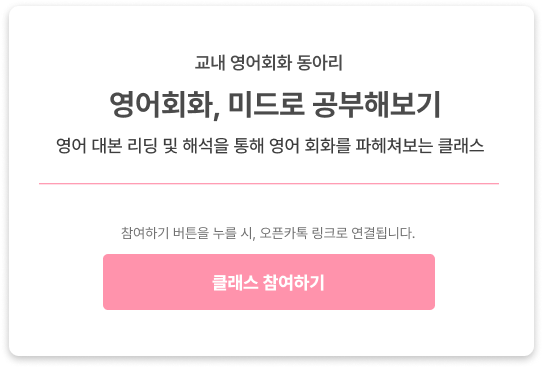 교내 영어회화 동아리
영어회화, 미드로 공부해보기
영어 대본 리딩 및 해석을 통해 영어 회화를 파헤쳐보는 클래스
참여하기 버튼을 누를 시, 오픈카톡 링크로 연결됩니다.
클래스 참여하기